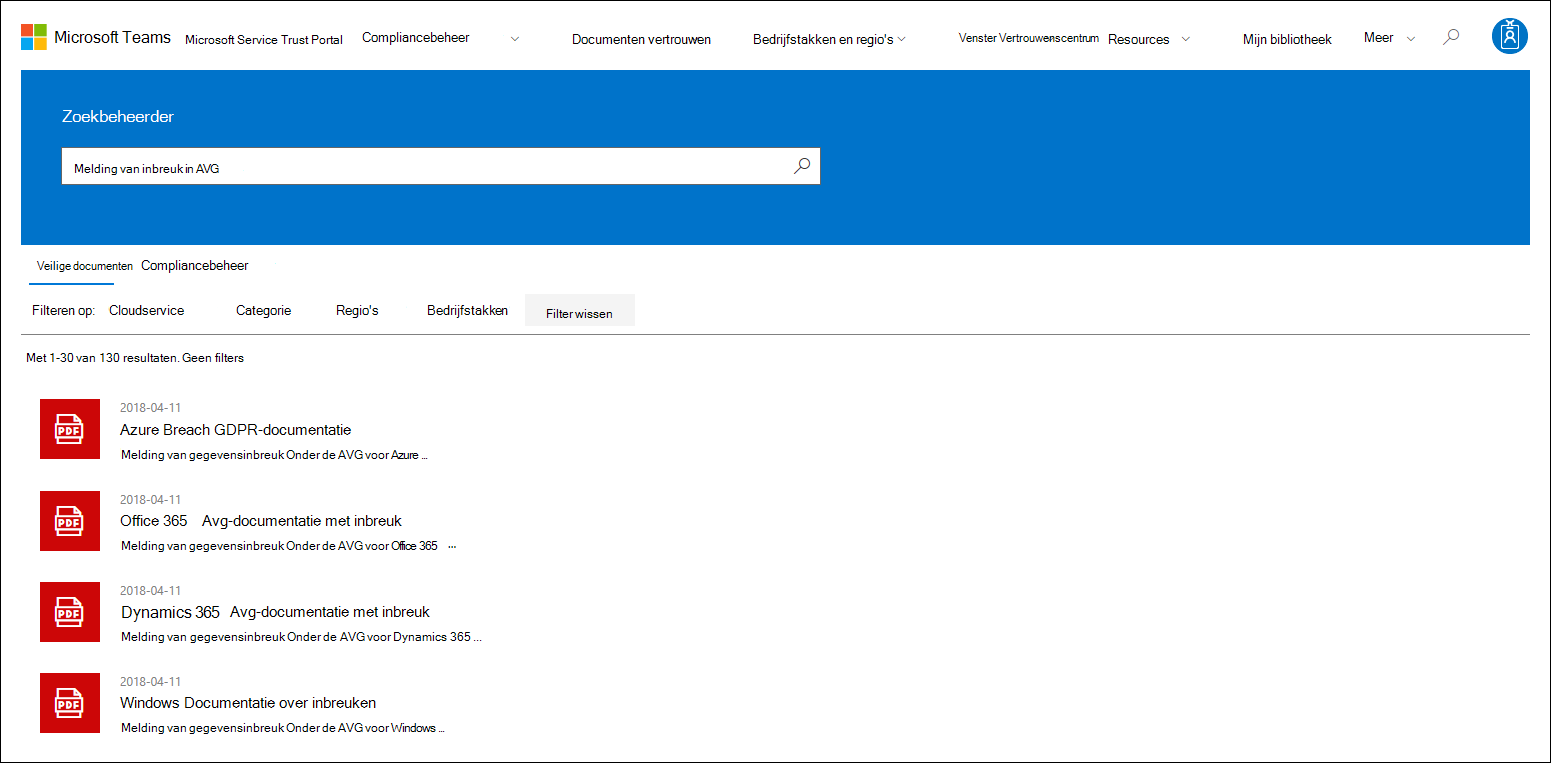 Microsoft Teams Microsoft Service Trust Portal Compliancebeheer Documenten vertrouwen Bedrijfstakken en regio's Venster Vertrouwenscentrum Resources Mijn bibliotheek Meer
Zoekbeheerder
Melding van inbreuk in AVG
Veilige documenten Compliancebeheer
Filteren op: Cloudservice Categorie Regio's Bedrijfstakken Filter wissen
Met 1-30 van 130 resultaten. Geen filters
2018-04-11
Azure Breach GDPR-documentatie
PDF
Melding van gegevensinbreuk Onder de AVG voor Azure ...
2018-04-11
Office 365 Avg-documentatie met inbreuk
PDF
Melding van gegevensinbreuk Onder de AVG voor Office 365 ...
2018-04-11
Dynamics 365 Avg-documentatie met inbreuk
PDF
Melding van gegevensinbreuk Onder de AVG voor Dynamics 365 ...
2018-04-11
Windows Documentatie over inbreuken
PDF
Melding van gegevensinbreuk Onder de AVG voor Windows ...